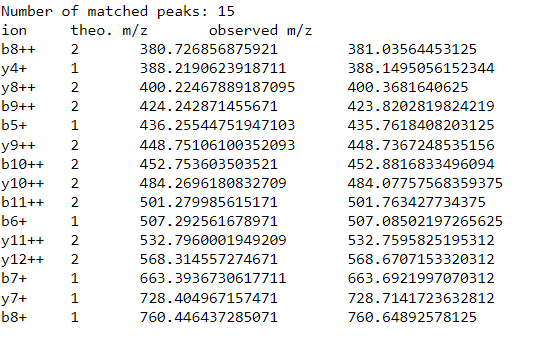 Number of matched peaks: 15
ion theo. m/z observed m/z
b8++ 2 380.726856875921 381.03564453125
y4+ 1 388.2190623918711 388.1495056152344
y8++ 2 400.22467889187095 400.3681640625
b9++ 2 424.242871455671 423.8202819824219
b5+ 1 436.25544751947103 435.7618408203125
y9++ 2 448.75106100352093 448.7367248535156
b10++ 2 452.753603503521 452.8816833496094
y10++ 2 484.2696180832709 484.07757568359375
b11++ 2 501.279985615171 501.763427734375
b6+ 1 507.292561678971 507.08502197265625
y11++ 2 532.7960001949209 532.7595825195312
y12++ 2 568.314557274671 568.6707153320312
b7+ 1 663.3936730617711 663.6921997070312
y7+ 1 728.404967157471 728.7141723632812
b8+ 1 760.446437285071 760.64892578125